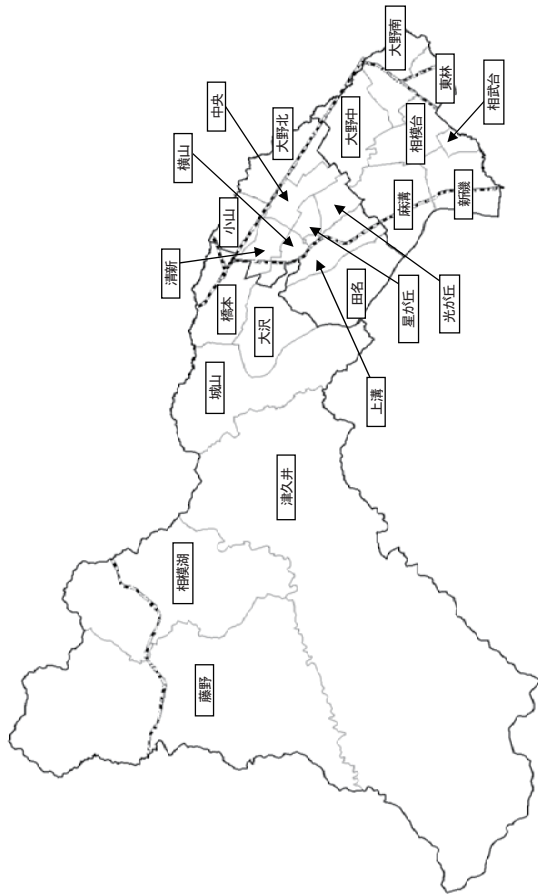 大野南
東林
相武台
中央
大野北
大野中
相模台
横山
麻溝
新磯
小山
清新
橋本
大沢
田名
星が丘
光が丘
城山
上溝
津久井
相模湖
藤野